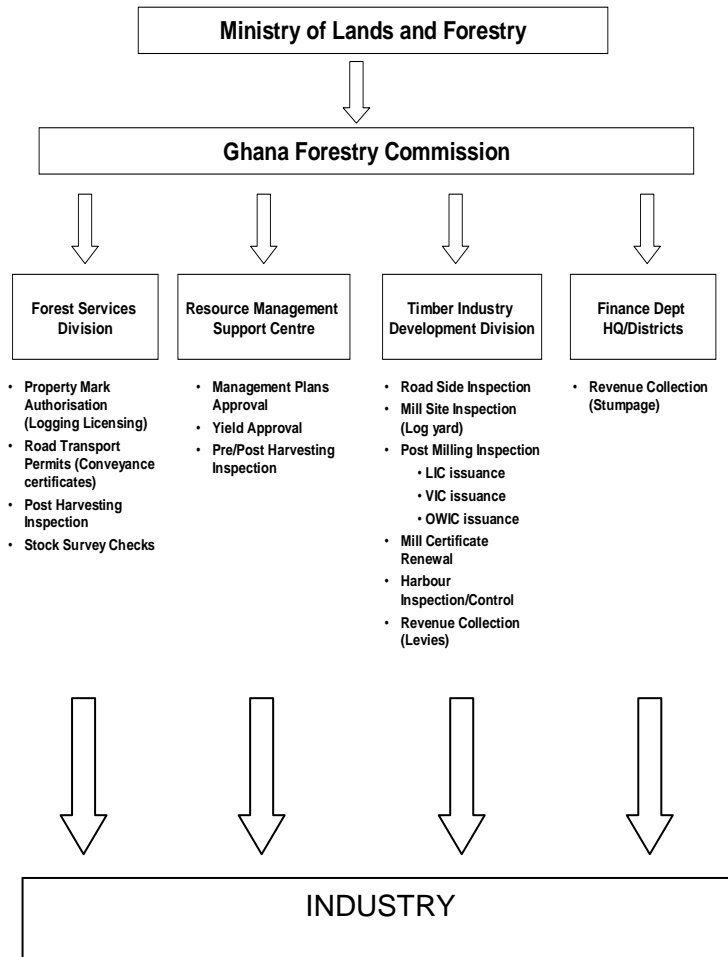 Ministry of Lands and Forestry
Ghana Forestry Commission
Forest Services
Division
• Property Mark
Authorisation
(Logging Licensing)
• Road Transport
Permits (Conveyance
certificates)
• Post Harvesting
Inspection
• Stock Survey Checks
Resource Management
Support Centre
• Management Plans
Approval
• Yield Approval
• Pre/Post Harvesting
Inspection
Timber Industry
Development Division
• Road Side Inspection
• Mill Site Inspection
(Log yard)
• Post Milling Inspection
• LIC issuance
• VIC issuance
• OWIC issuance
• Mill Certificate
Renewal
• Harbour
Inspection/Control
• Revenue Collection
(Levies)
Finance Dept
HQ/Districts
• Revenue Collection
(Stumpage)
INDUSTRY